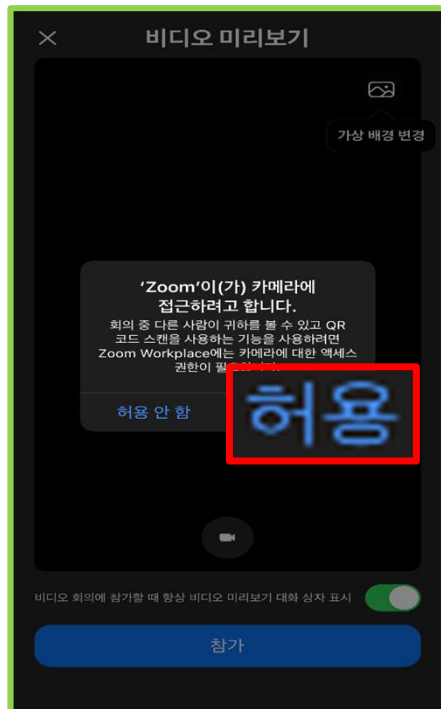 비디오 미리보기
가상 배경 변경
‘Zoom’이(가) 카메라에
접근하려고 합니다.
회의 중 다른 사람이 귀하를 볼 수 있고 QR
코드 스캔을 사용하는 기능을 사용하려면
Zoom Workplace에는 카메라에 대한 액세스
권한이
허용 안 함
허용
비디오 회의에 참가할 때 항상 비디오 미리보기 대화 상자 표시
참가